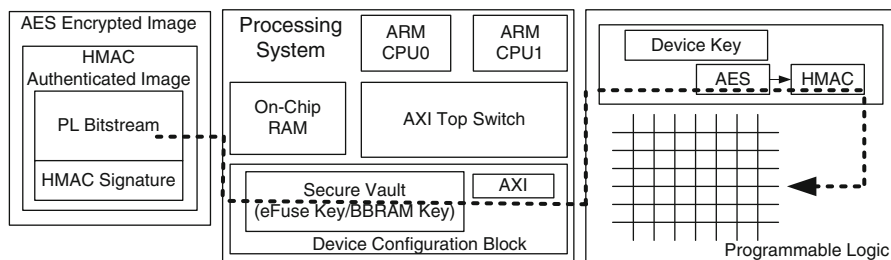 AES Encrypted Image
HMAC
Authenticated Image
PL Bitstream
HMAC Signature
Processing
System
ARM
CPU0
ARM
CPU1
On-Chip
RAM
AXI Top Switch
Secure Vault
(eFuse Key/BBRAM Key)
AXI
Device Configuration Block
Device Key
AES
HMAC
Programmable Logic